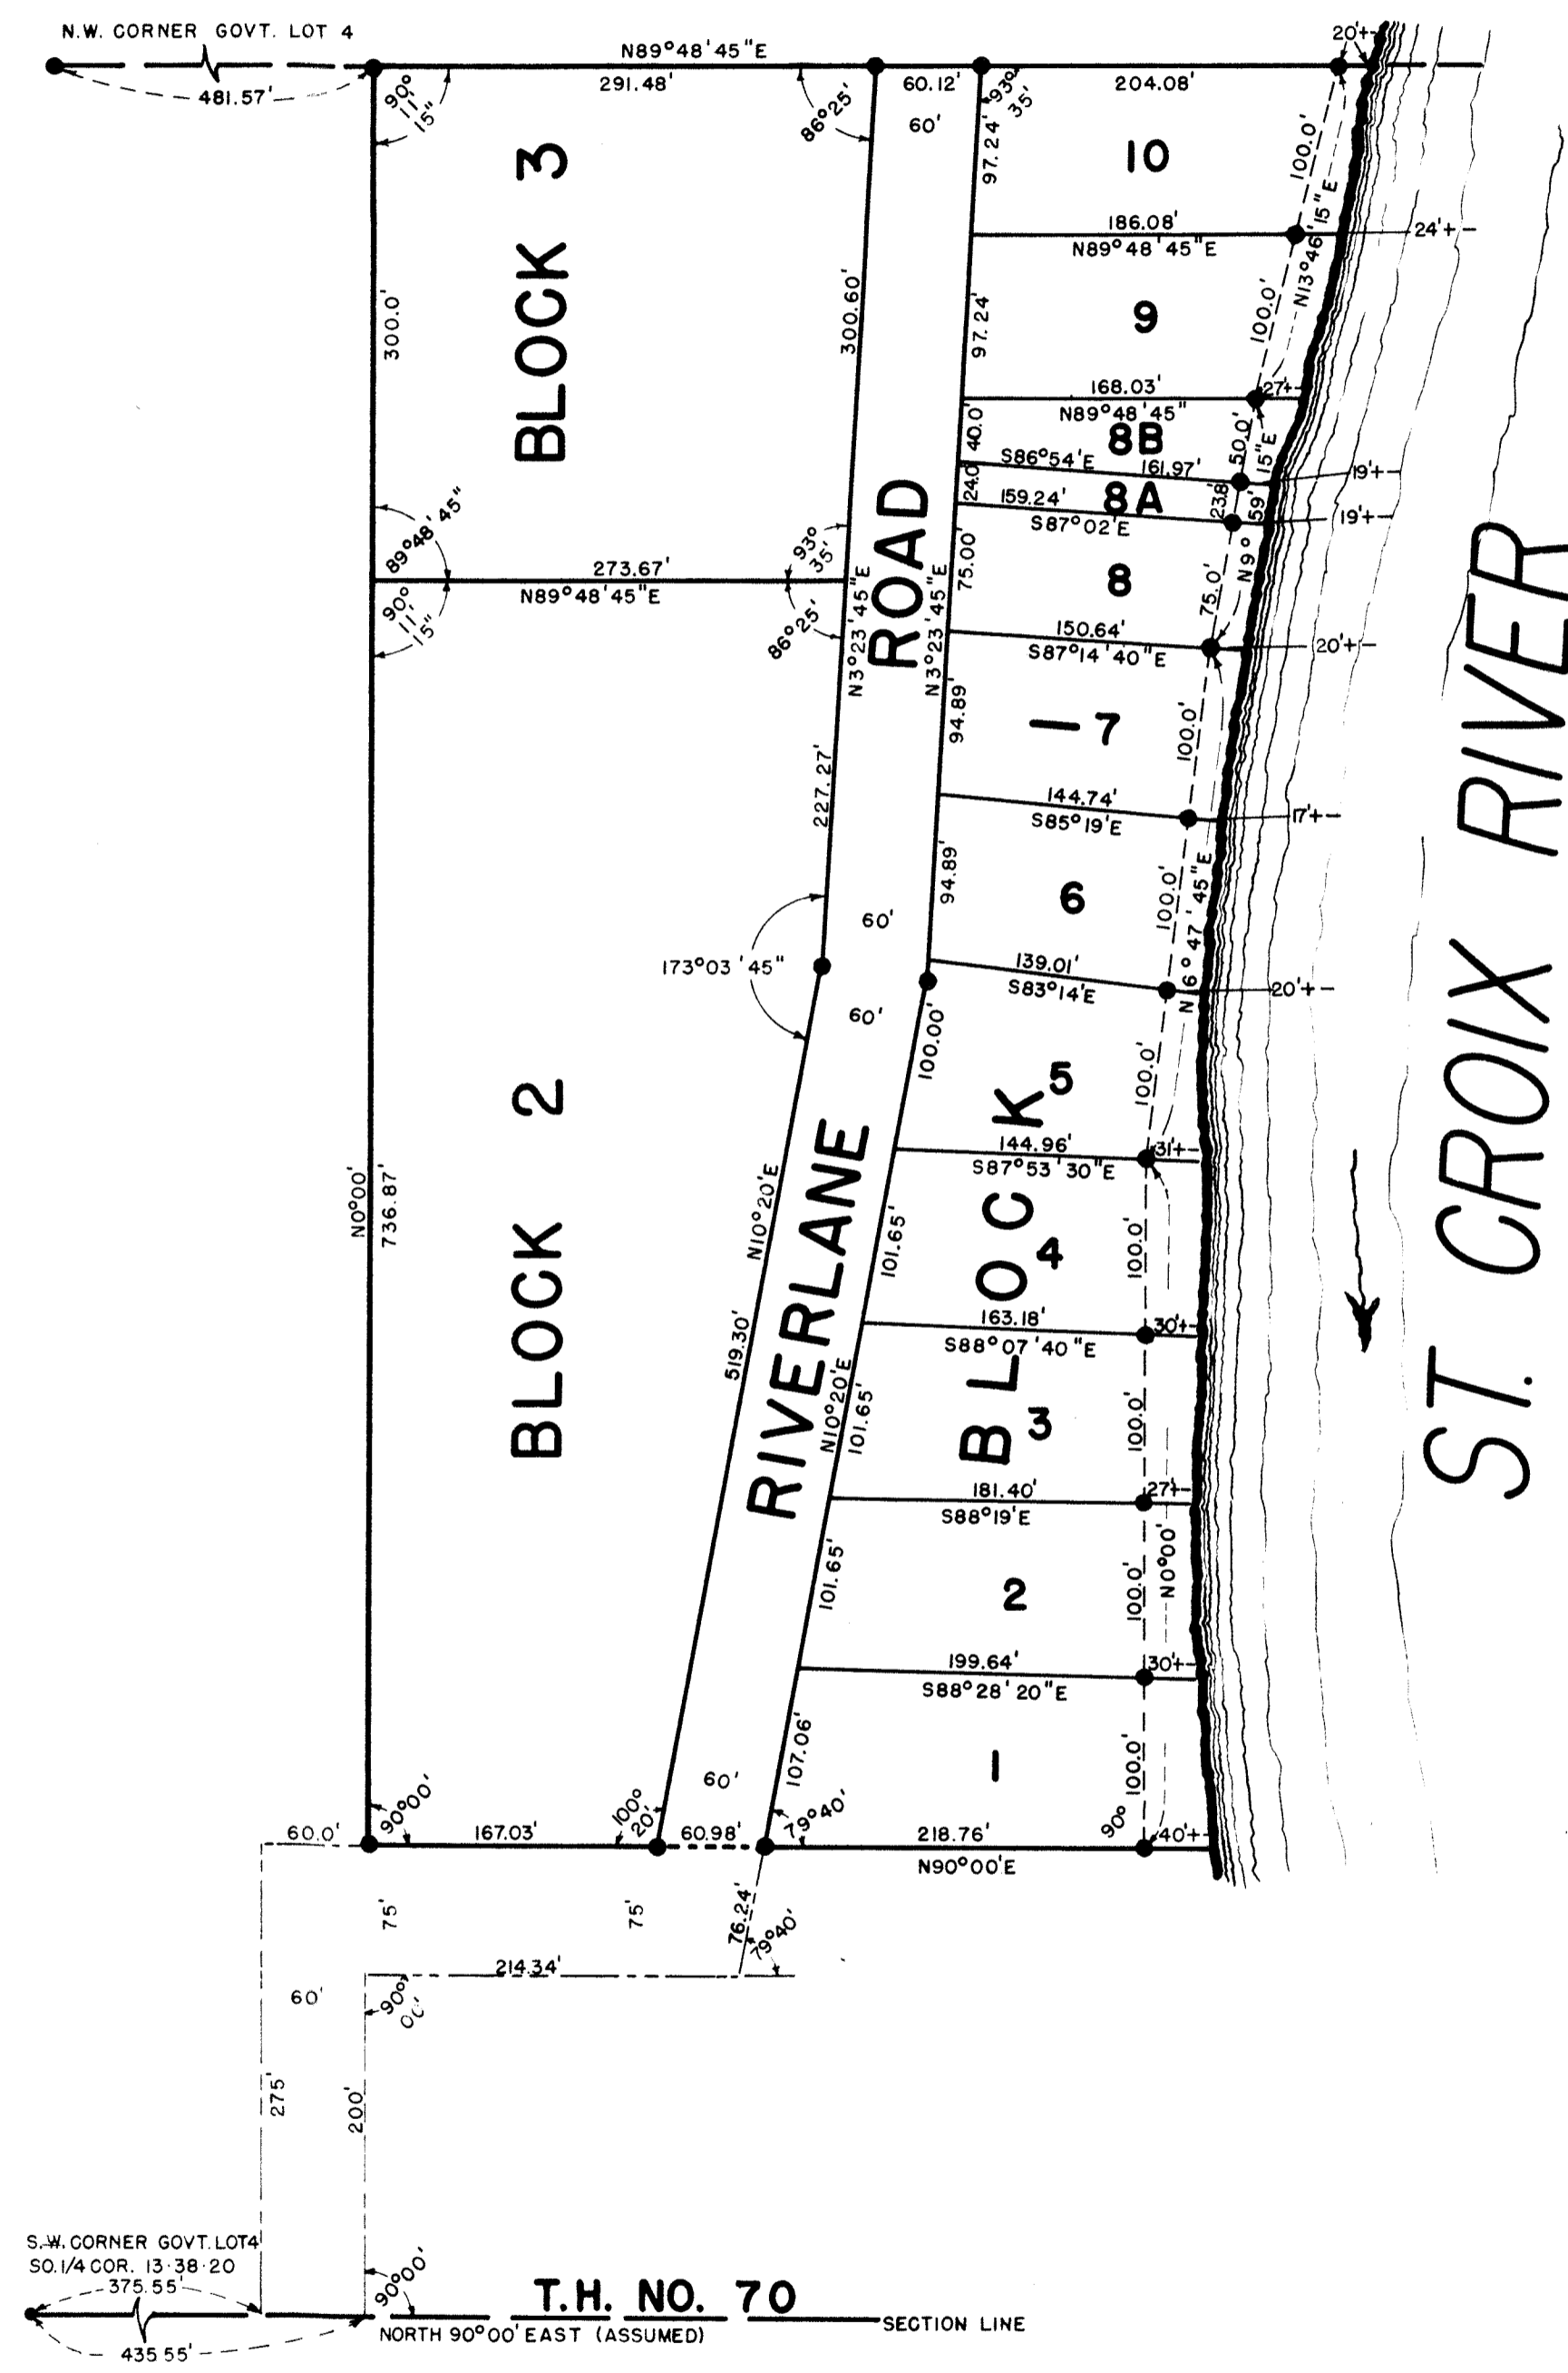 N.W. CORNER GOVT. LOT 4
481.57'
N89°48'45"E
291.48'
60.12'
204.08'
20'+-
90° 11' 15"
86°25'
60'
93° 35'
97.24'
10
100.0'
BLOCK 3
186.08'
N89°48'45"E
24'+-
N13°46'15"E
300.0'
300.60'
97.24'
9
100.0'
168.03'
N89°48'45"
27'+-
40.0'
8B
50.0'
S86°54'E
161.97'
19'+-
24.0'
8A
23.8'
159.24'
S87°02'E
19'+-
N9° 59' 15"E
89°48'45"
93° 35'
273.67'
N89°48'45"E
90° 11' 15"
86°25'
N3°23'45"E
ROAD
N3°23'45"E
75.00'
8
75.0'
150.64'
S87°14'40"E
20'+-
94.89'
7
100.0'
227.27'
144.74'
S85°19'E
17'+-
94.89'
6
100.0'
N6°47'45"E
60'
173°03'45"
139.01'
S83°14'E
20'+-
60'
100.00'
5
100.0'
144.96'
S87°53'30"E
31'+-
BLOCK 2
N0°00'
736.87'
N10°20'E
519.30'
RIVERLANE
N10°20'E
101.65'
BLOCK 1
4
100.0'
163.18'
S88°07'40"E
30'+-
101.65'
3
100.0'
181.40'
S88°19'E
27'+-
101.65'
2
100.0'
N0°00'
199.64'
S88°28'20"E
30'+-
107.06'
1
100.0'
60'
ST. CROIX RIVER
60.0'
90°00'
167.03'
100° 20'
60.98'
79°40'
218.76'
90°
40'+-
N90°00'E
75'
75'
76.24'
79°40'
214.34'
60'
90° 00'
275'
200'
S.W. CORNER GOVT. LOT 4
SO. 1/4 COR. 13-38-20
375.55'
435 55'
90°00'
T.H. NO. 70
SECTION LINE
NORTH 90°00' EAST (ASSUMED)